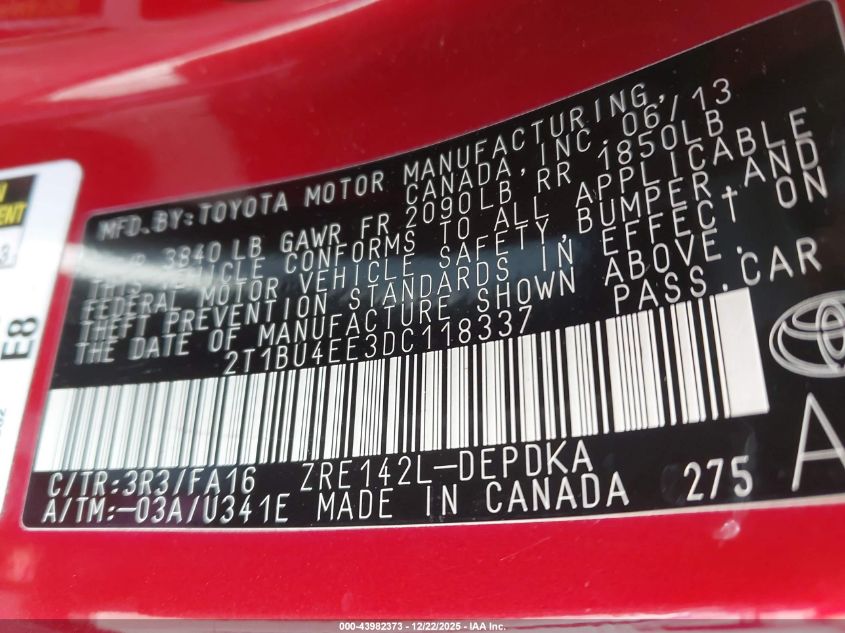 MFD.BY:TOYOTA MOTOR MANUFACTURING,
CANADA, INC. 06/13
3840 LB GAWR FR 2090LB RR 1850LB
THIS VEHICLE CONFORMS TO ALL APPLICABLE
FEDERAL MOTOR VEHICLE SAFETY,BUMPER,AND
THEFT PREVENTION STANDARDS IN EFFECT ON
THE DATE OF MANUFACTURE SHOWN ABOVE.
2T1BU4EE3DC118337 PASS.CAR
C/TR:3R3/FA16 ZRE142L-DEPDKA
A/TM:-03A/U341E MADE IN CANADA 275
A
E8
000-43982373 - 12/22/2025 - IAA Inc.